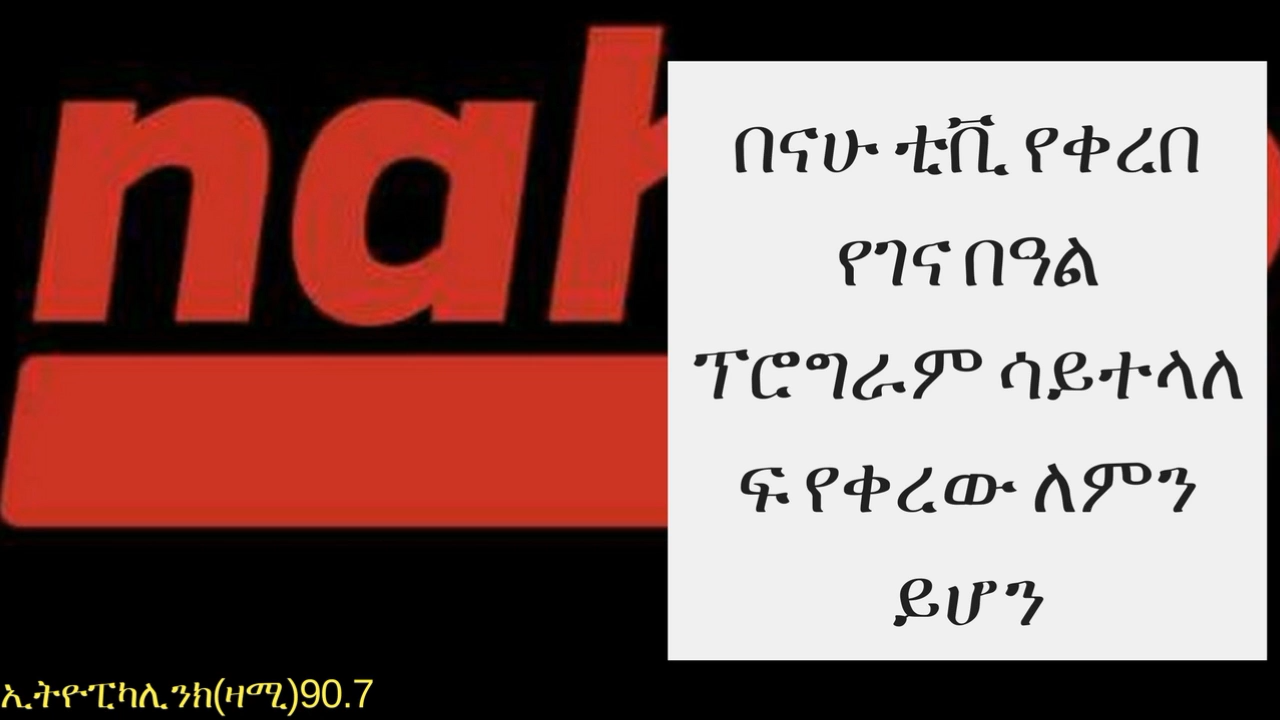 nah
በናሁ ቲቪ የቀረበ
የገና በዓል
ፕሮግራም ሳይተላለ
ፍ የቀረው ለምን
ይሆን
ኢትዮፒካሊንክ(ዛሚ)90.7